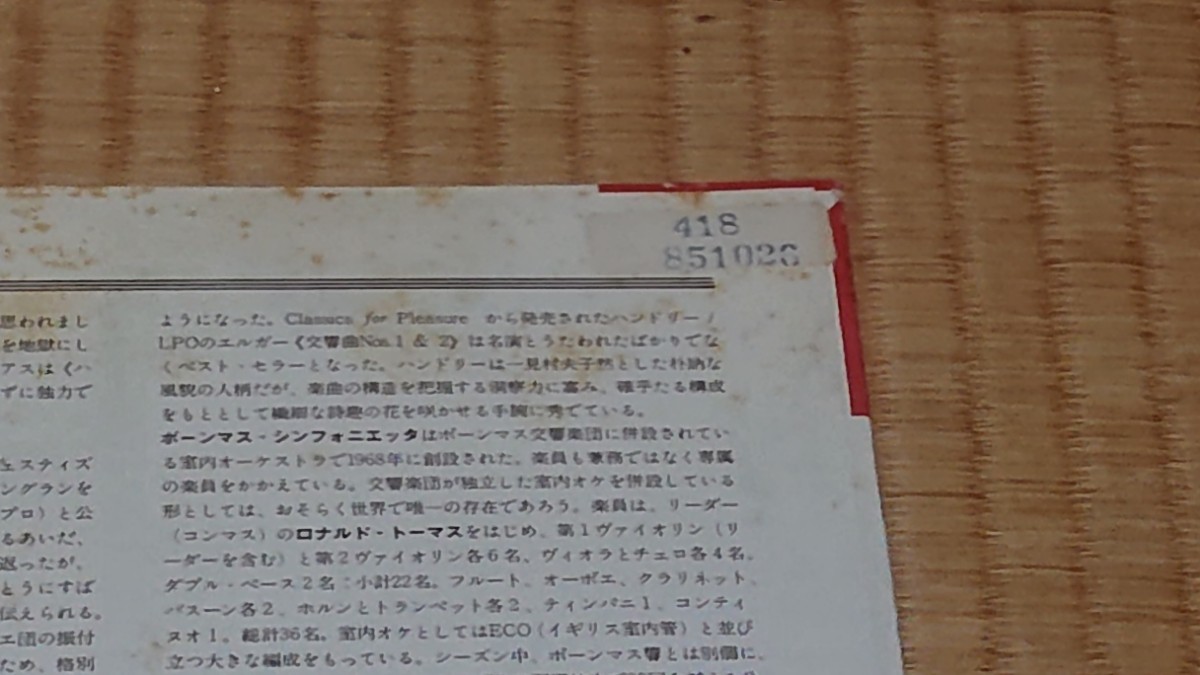 418
851026
思われまし
を地獄にし
アスは《ハ
ずに独力で
ェスティズ
ングランを
プロ）と公
るあいだ、
返ったが、
とうにすば
伝えられる。
エ団の振付
ため、格別
ようになった。Classics for Pleasure から発売されたハンドリー／
LPOのエルガー《交響曲Nos.1 & 2》は名演とうたわれたばかりでな
くベスト・セラーとなった。ハンドリーは一見村夫子然とした朴訥な
風貌の人柄だが、楽曲の構造を把握する洞察力に富み、確乎たる構成
をもととして繊細な詩趣の花を咲かせる手腕に秀でている。
ボーンマス・シンフォニエッタはボーンマス交響楽団に併設されてい
る室内オーケストラで1968年に創設された。楽員も兼務ではなく専属
の楽員をかかえている。交響楽団が独立した室内オケを併設している
形としては、おそらく世界で唯一の存在であろう。楽員は、リーダー
（コンマス）のロナルド・トーマスをはじめ、第1ヴァイオリン（リ
ーダーを含む）と第2ヴァイオリン各6名、ヴィオラとチェロ各4名、
ダブル・ベース2名：小計22名。フルート、オーボエ、クラリネット、
バスーン各2、ホルンとトランペット各2、ティンパニ1、コンティ
ヌオ1。総計36名。室内オケとしてはECO（イギリス室内管）と並び
立つ大きな編成をもっている。シーズン中、ボーンマス響とは別個に、